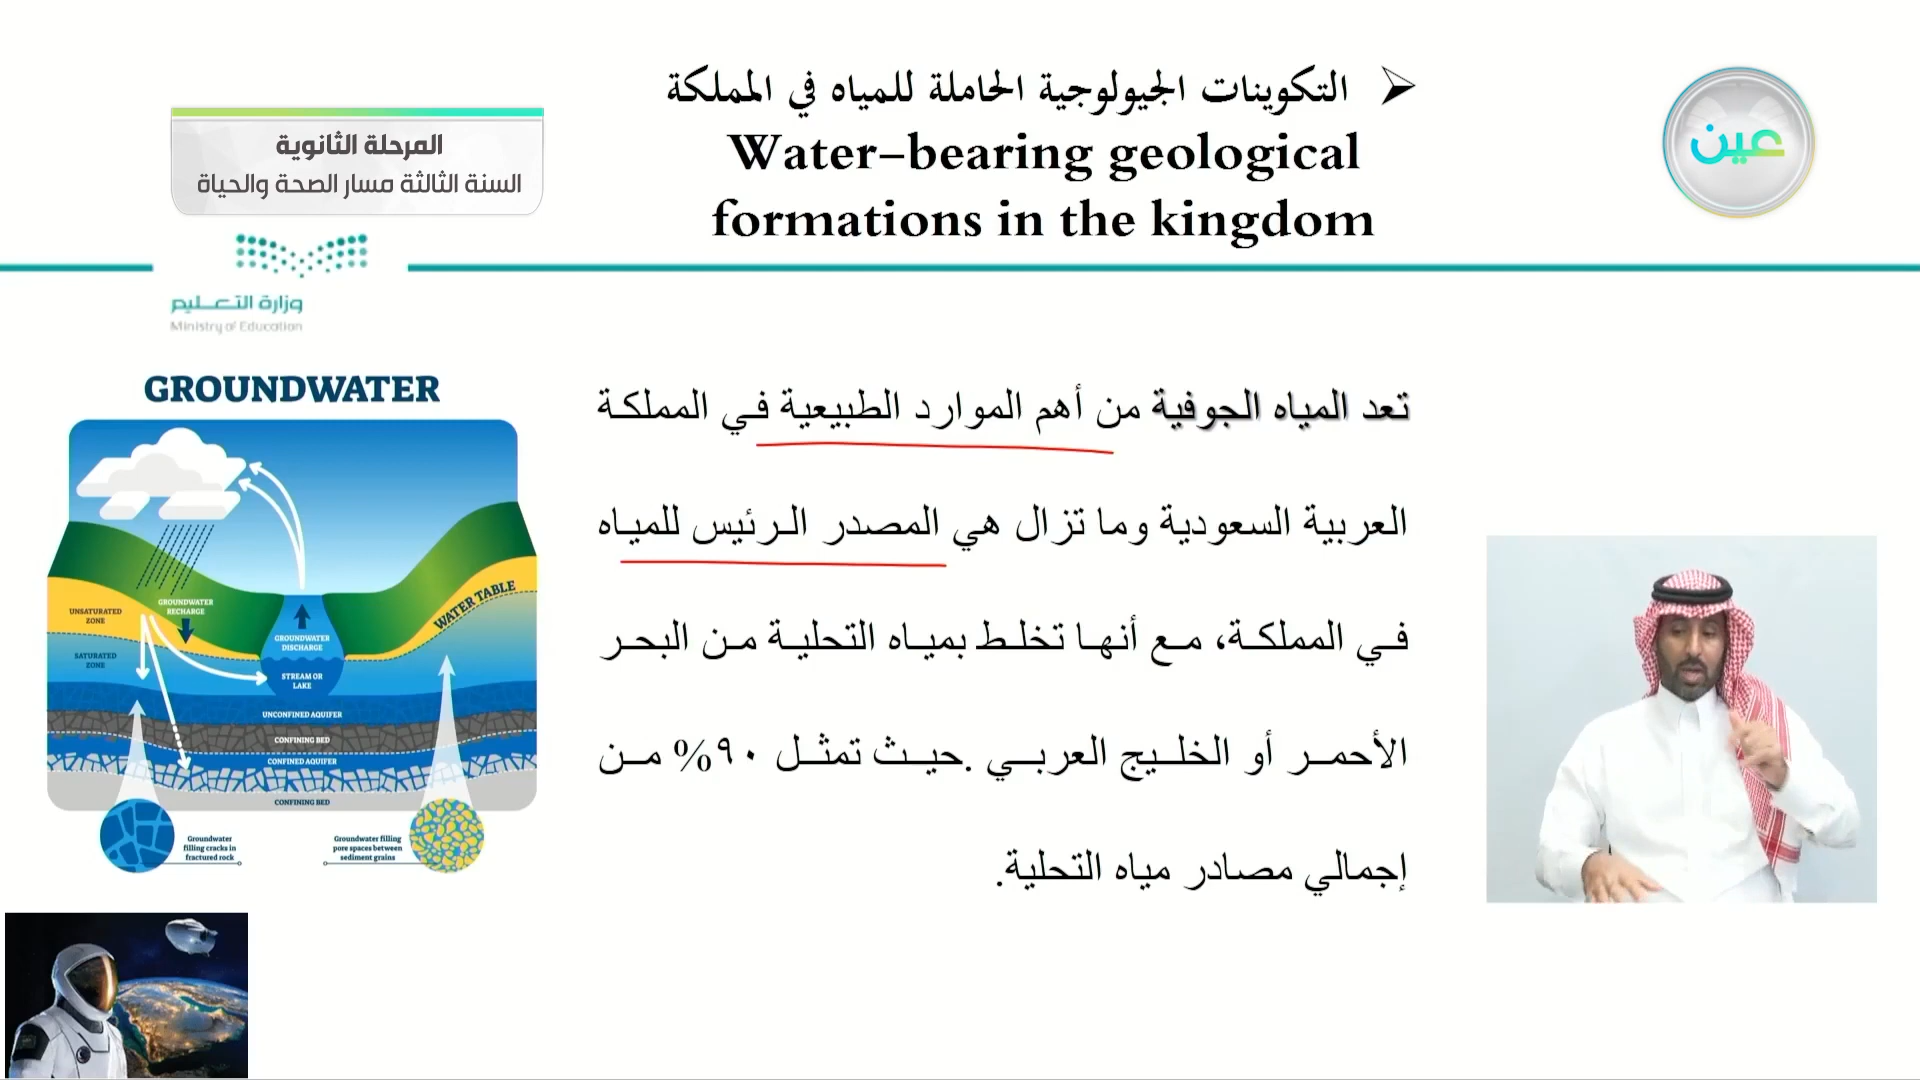 التكوينات الجيولوجية الحاملة للمياه في المملكة
Water-bearing geological
formations in the kingdom
عين
المرحلة الثانوية
السنة الثالثة مسار الصحة والحياة
وزارة التعليم
Ministry of Education
تعد المياه الجوفية من أهم الموارد الطبيعية في المملكة
العربية السعودية وما تزال هي المصدر الرئيس للمياه
في المملكة، مع أنها تخلط بمياه التحلية من البحر
الأحمر أو الخليج العربي .حيث تمثل ٩٠% من
إجمالي مصادر مياه التحلية.
GROUNDWATER
UNSATURATED
ZONE
GROUNDWATER
RECHARGE
WATER TABLE
SATURATED
ZONE
GROUNDWATER
DISCHARGE
STREAM OR
LAKE
UNCONFINED AQUIFER
CONFINING BED
CONFINED AQUIFER
CONFINING BED
Groundwater
filling cracks in
fractured rock
Groundwater filling
pore spaces between
sediment grains